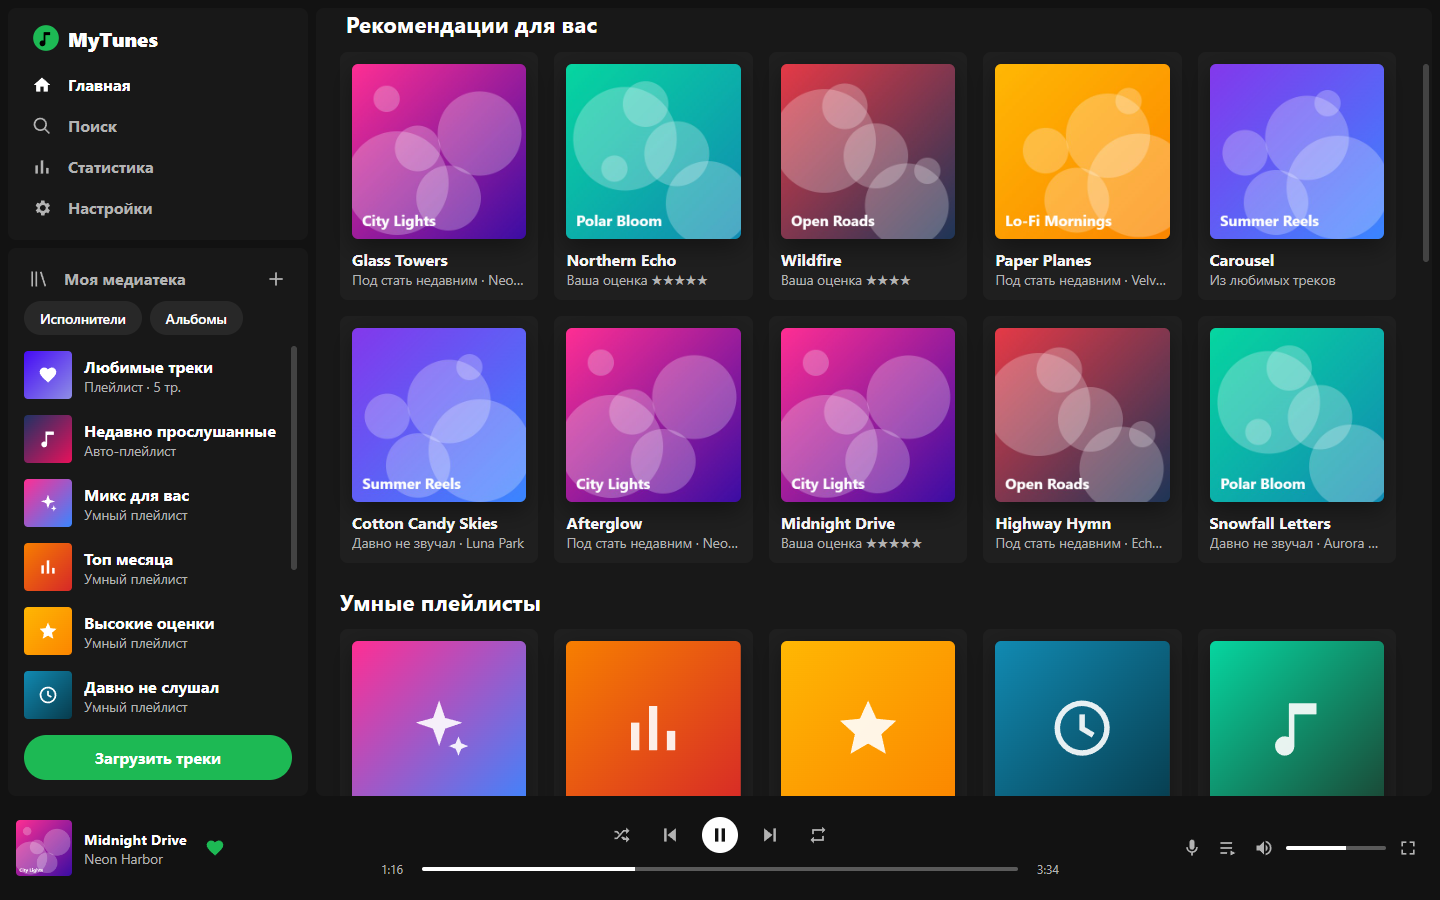 MyTunes
Главная
Поиск
Статистика
Настройки
Моя медиатека
Исполнители
Альбомы
Любимые треки
Плейлист · 5 тр.
Недавно прослушанные
Авто-плейлист
Микс для вас
Умный плейлист
Топ месяца
Умный плейлист
Высокие оценки
Умный плейлист
Давно не слушал
Умный плейлист
Загрузить треки
Рекомендации для вас
City Lights
Glass Towers
Под стать недавним · Neo...
Polar Bloom
Northern Echo
Ваша оценка ★★★★★
Open Roads
Wildfire
Ваша оценка ★★★★
Lo-Fi Mornings
Paper Planes
Под стать недавним · Velv...
Summer Reels
Carousel
Из любимых треков
Summer Reels
Cotton Candy Skies
Давно не звучал · Luna Park
City Lights
Afterglow
Под стать недавним · Neo...
City Lights
Midnight Drive
Ваша оценка ★★★★★
Open Roads
Highway Hymn
Под стать недавним · Ech...
Polar Bloom
Snowfall Letters
Давно не звучал · Aurora ...
Умные плейлисты
City Lights
Midnight Drive
Neon Harbor
1:16
3:34